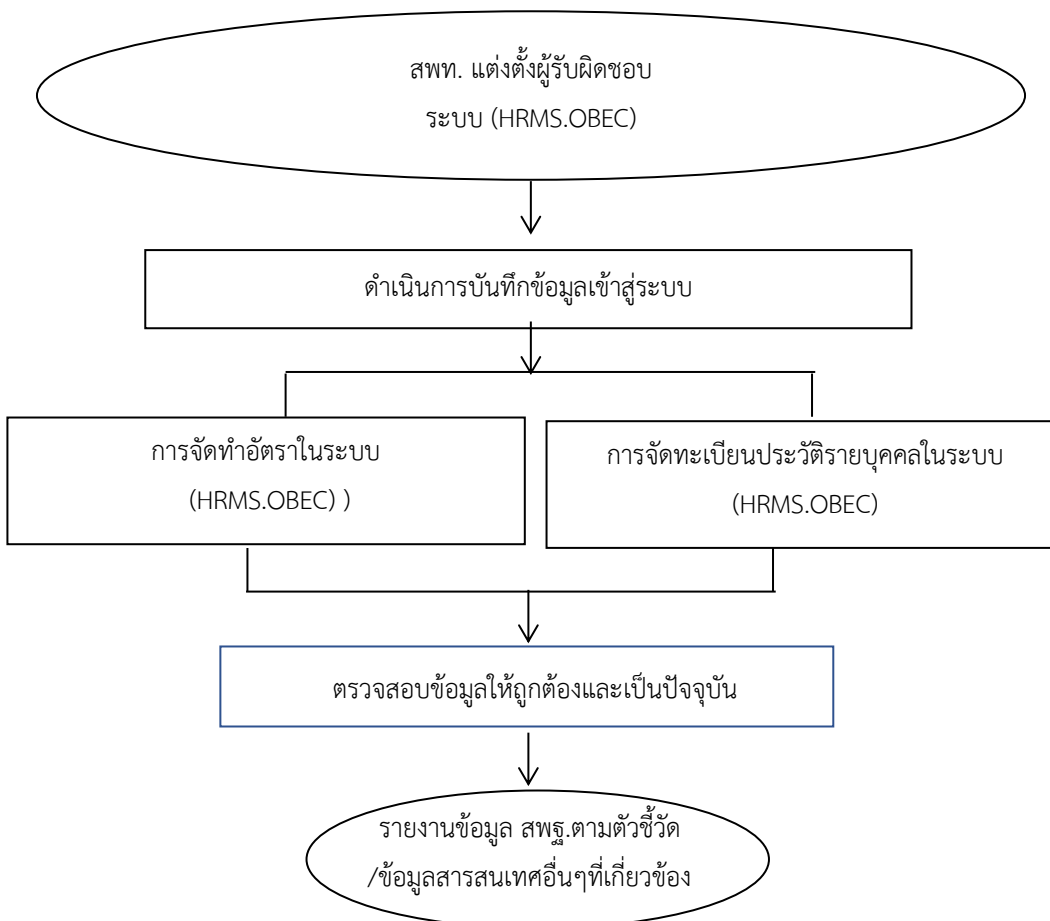 สพท. แต่งตั้งผู้รับผิดชอบ
ระบบ (HRMS.OBEC)
ดำเนินการบันทึกข้อมูลเข้าสู่ระบบ
การจัดทำอัตราในระบบ
(HRMS.OBEC) )
การจัดทะเบียนประวัติรายบุคคลในระบบ
(HRMS.OBEC)
ตรวจสอบข้อมูลให้ถูกต้องและเป็นปัจจุบัน
รายงานข้อมูล สพฐ.ตามตัวชี้วัด
/ข้อมูลสารสนเทศอื่นๆที่เกี่ยวข้อง